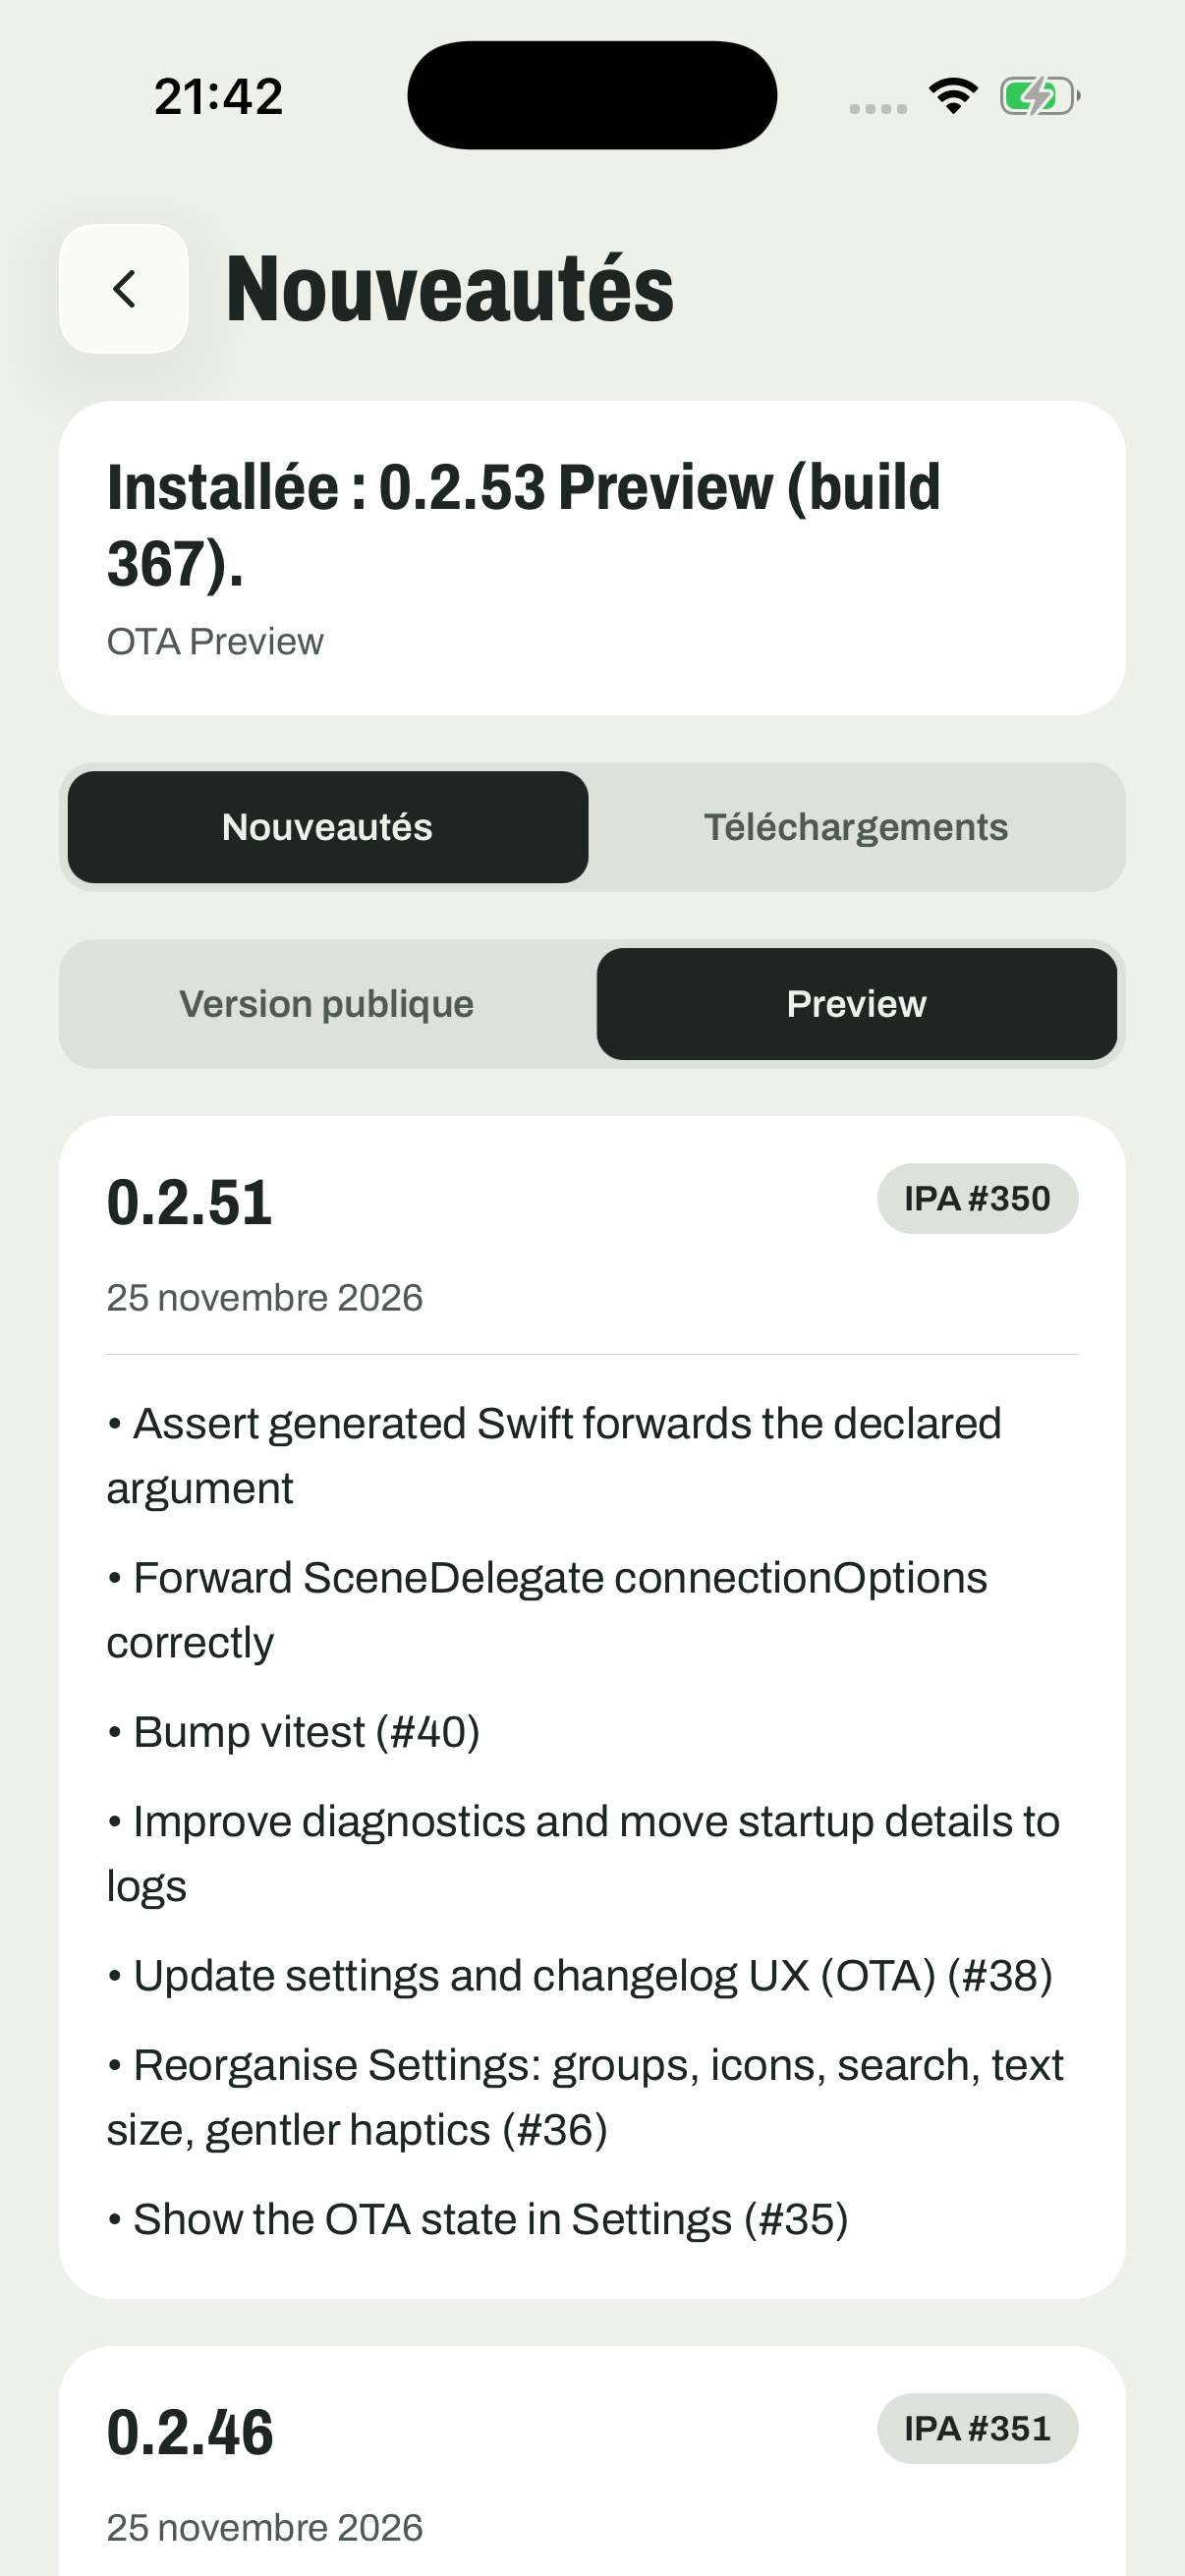 21:42
Nouveautés
Installée : 0.2.53 Preview (build
367).
OTA Preview
Nouveautés
Téléchargements
Version publique
Preview
0.2.51
IPA #350
25 novembre 2026
• Assert generated Swift forwards the declared
argument
• Forward SceneDelegate connectionOptions
correctly
• Bump vitest (#40)
• Improve diagnostics and move startup details to
logs
• Update settings and changelog UX (OTA) (#38)
• Reorganise Settings: groups, icons, search, text
size, gentler haptics (#36)
• Show the OTA state in Settings (#35)
0.2.46
IPA #351
25 novembre 2026